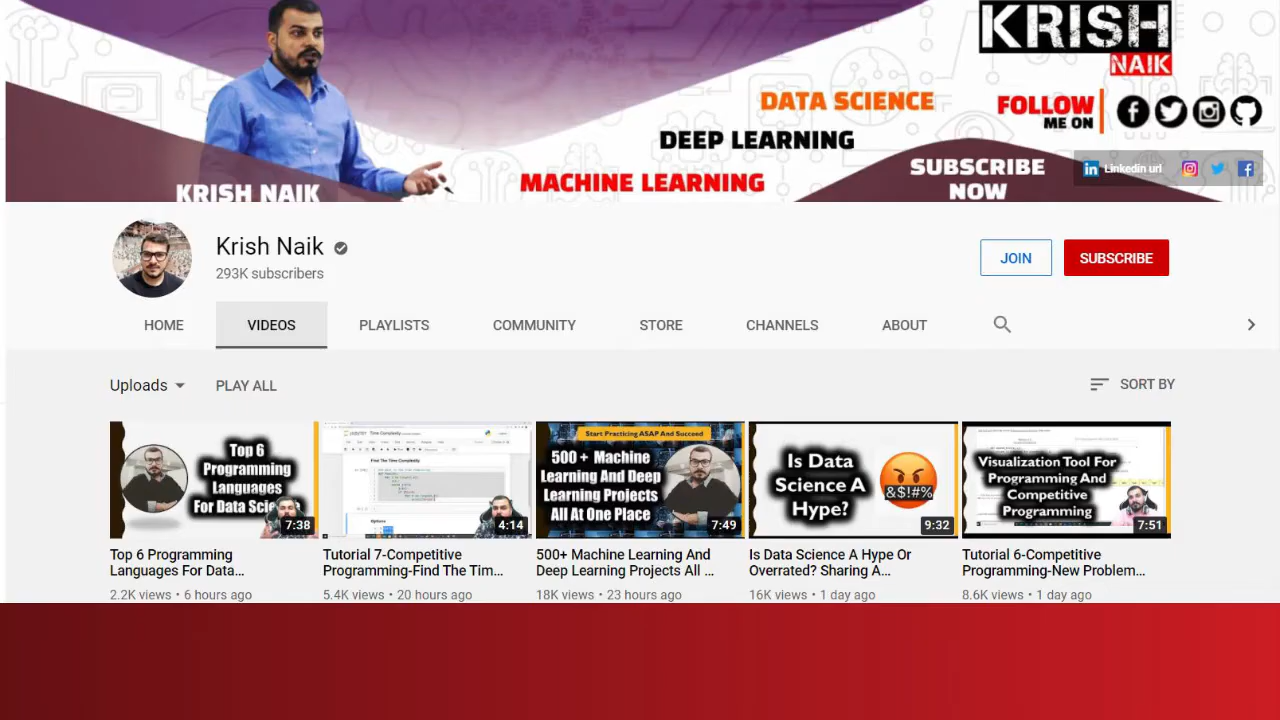 KRISH
NAIK
DATA SCIENCE
FOLLOW
ME ON
DEEP LEARNING
SUBSCRIBE
NOW
Linkedin url
MACHINE LEARNING
KRISH NAIK
Krish Naik
293K subscribers
JOIN
SUBSCRIBE
HOME
VIDEOS
PLAYLISTS
COMMUNITY
STORE
CHANNELS
ABOUT
Uploads
PLAY ALL
SORT BY
Top 6
Programming
Languages
For Data
7:38
Find The Time Complexity
4:14
Start Practicing ASAP And Succeed
500 + Machine
Learning And Deep
Learning Projects
All At One Place
7:49
Is Data
Science A
Hype?
&$!#%
9:32
Visualization Tool For
Programming And
Competitive
Programming
7:51
Top 6 Programming
Languages For Data...
2.2K views • 6 hours ago
Tutorial 7-Competitive
Programming-Find The Tim...
5.4K views • 20 hours ago
500+ Machine Learning And
Deep Learning Projects All ...
18K views • 23 hours ago
Is Data Science A Hype Or
Overrated? Sharing A...
16K views • 1 day ago
Tutorial 6-Competitive
Programming-New Problem...
8.6K views • 1 day ago